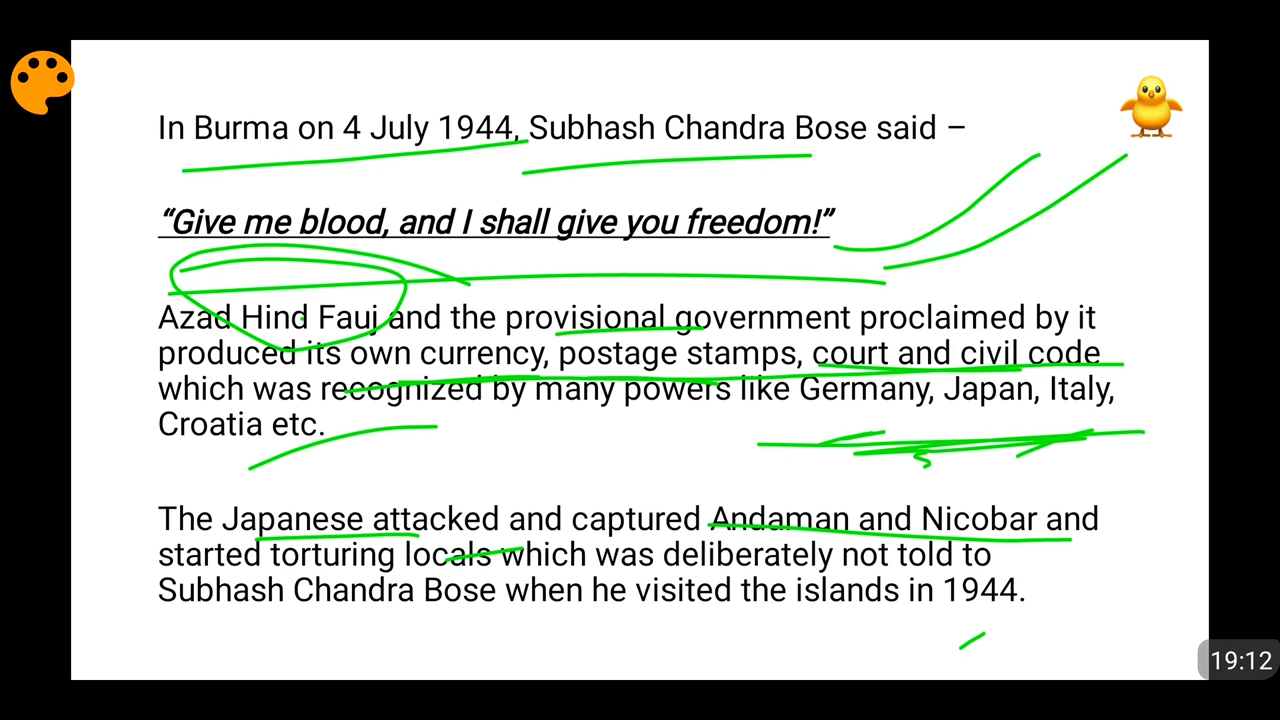 In Burma on 4 July 1944, Subhash Chandra Bose said –
“Give me blood, and I shall give you freedom!”
Azad Hind Fauj and the provisional government proclaimed by it
produced its own currency, postage stamps, court and civil code
which was recognized by many powers like Germany, Japan, Italy,
Croatia etc.
The Japanese attacked and captured Andaman and Nicobar and
started torturing locals which was deliberately not told to
Subhash Chandra Bose when he visited the islands in 1944.
19:12